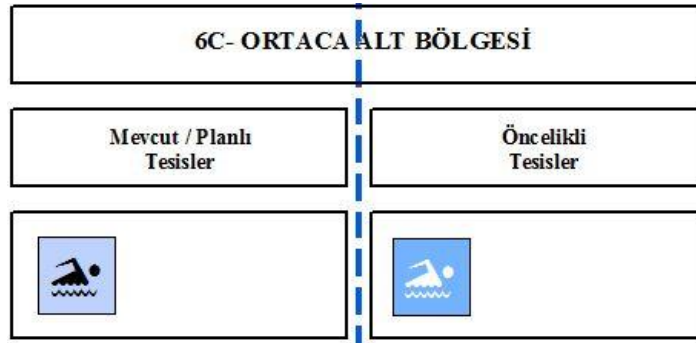 6C- ORTACA ALT BÖLGESİ
Mevcut / Planlı
Tesisler
Öncelikli
Tesisler